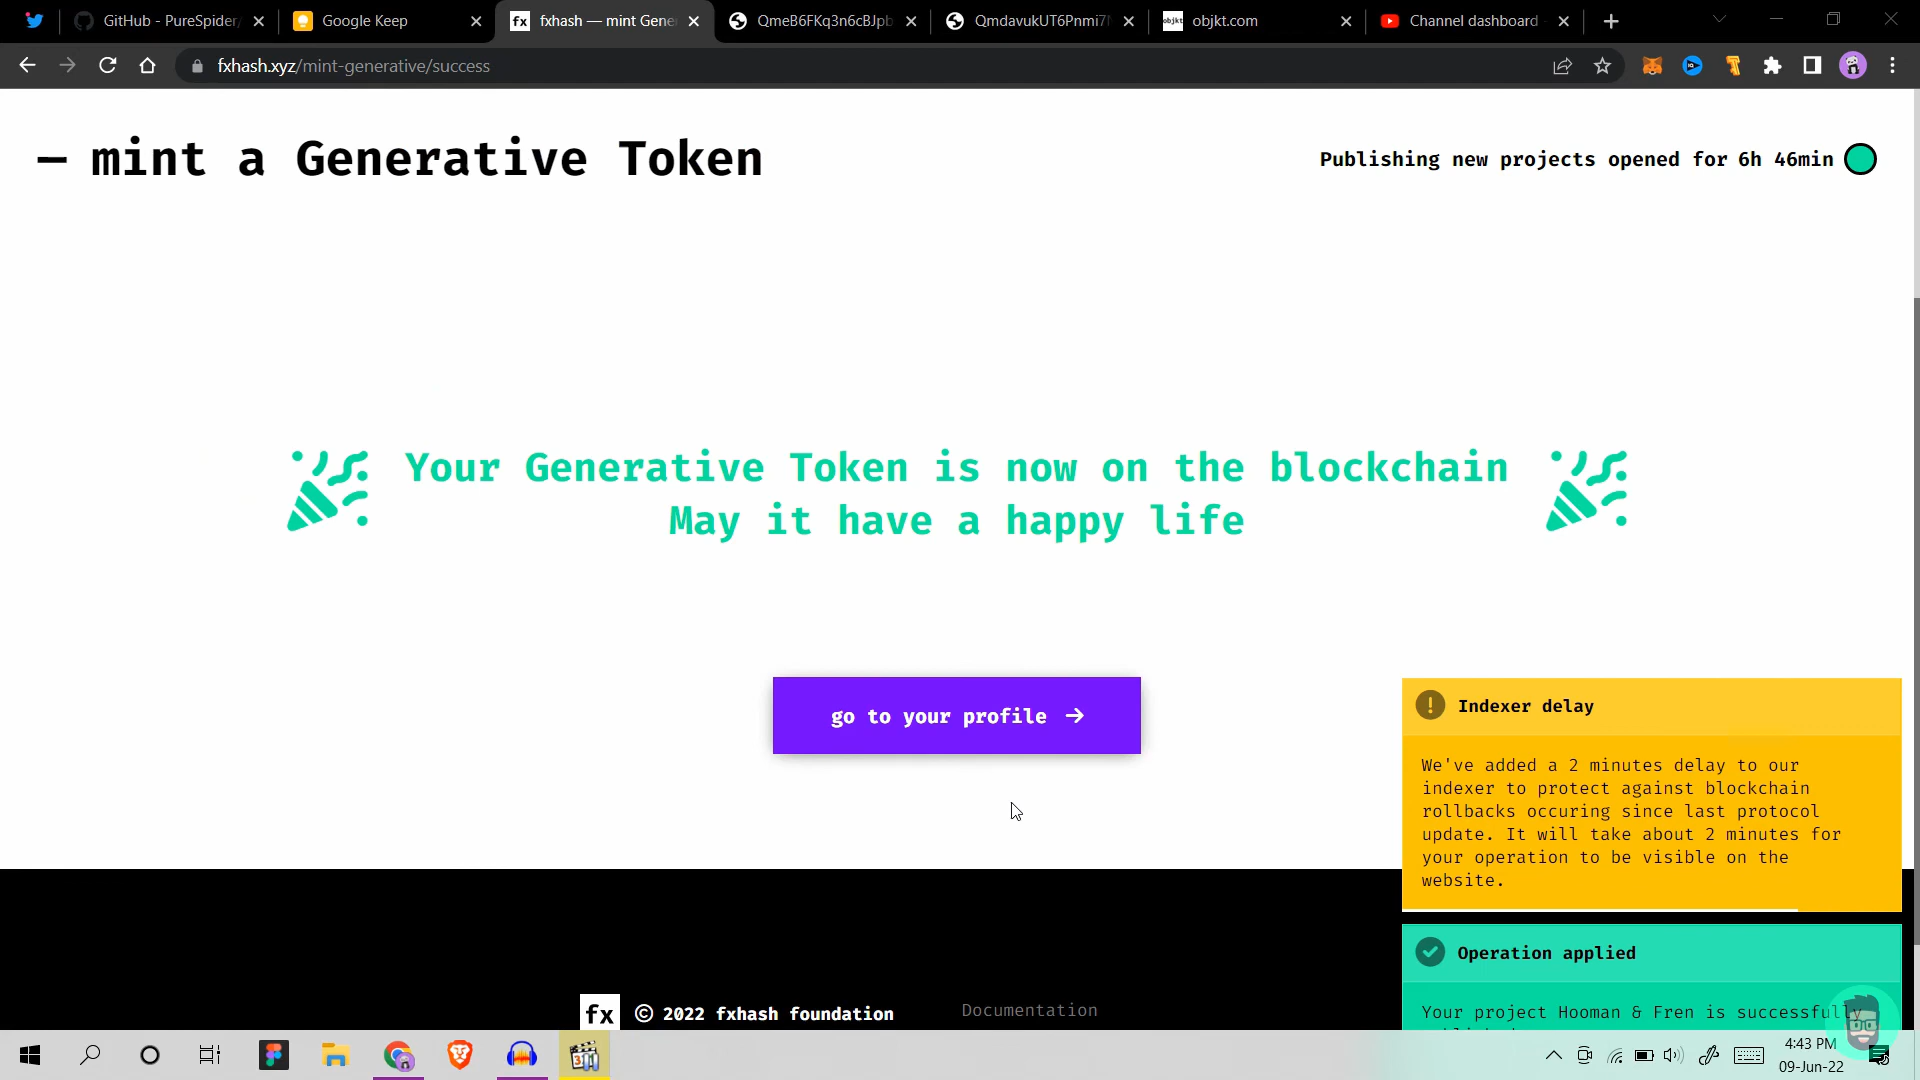 GitHub - PureSpider/
Google Keep
fx
fxhash — mint Gene
QmeB6FKq3n6cBJpb
QmdavukUT6Pnmi7
objkt
objkt.com
Channel dashboard
fxhash.xyz/mint-generative/success
— mint a Generative Token
Publishing new projects opened for 6h 46min
Your Generative Token is now on the blockchain
May it have a happy life
go to your profile →
Indexer delay
We've added a 2 minutes delay to our
indexer to protect against blockchain
rollbacks occuring since last protocol
update. It will take about 2 minutes for
your operation to be visible on the
website.
Operation applied
Your project Hooman & Fren is successfully
fx
© 2022 fxhash foundation
Documentation
4:43 PM
09-Jun-22